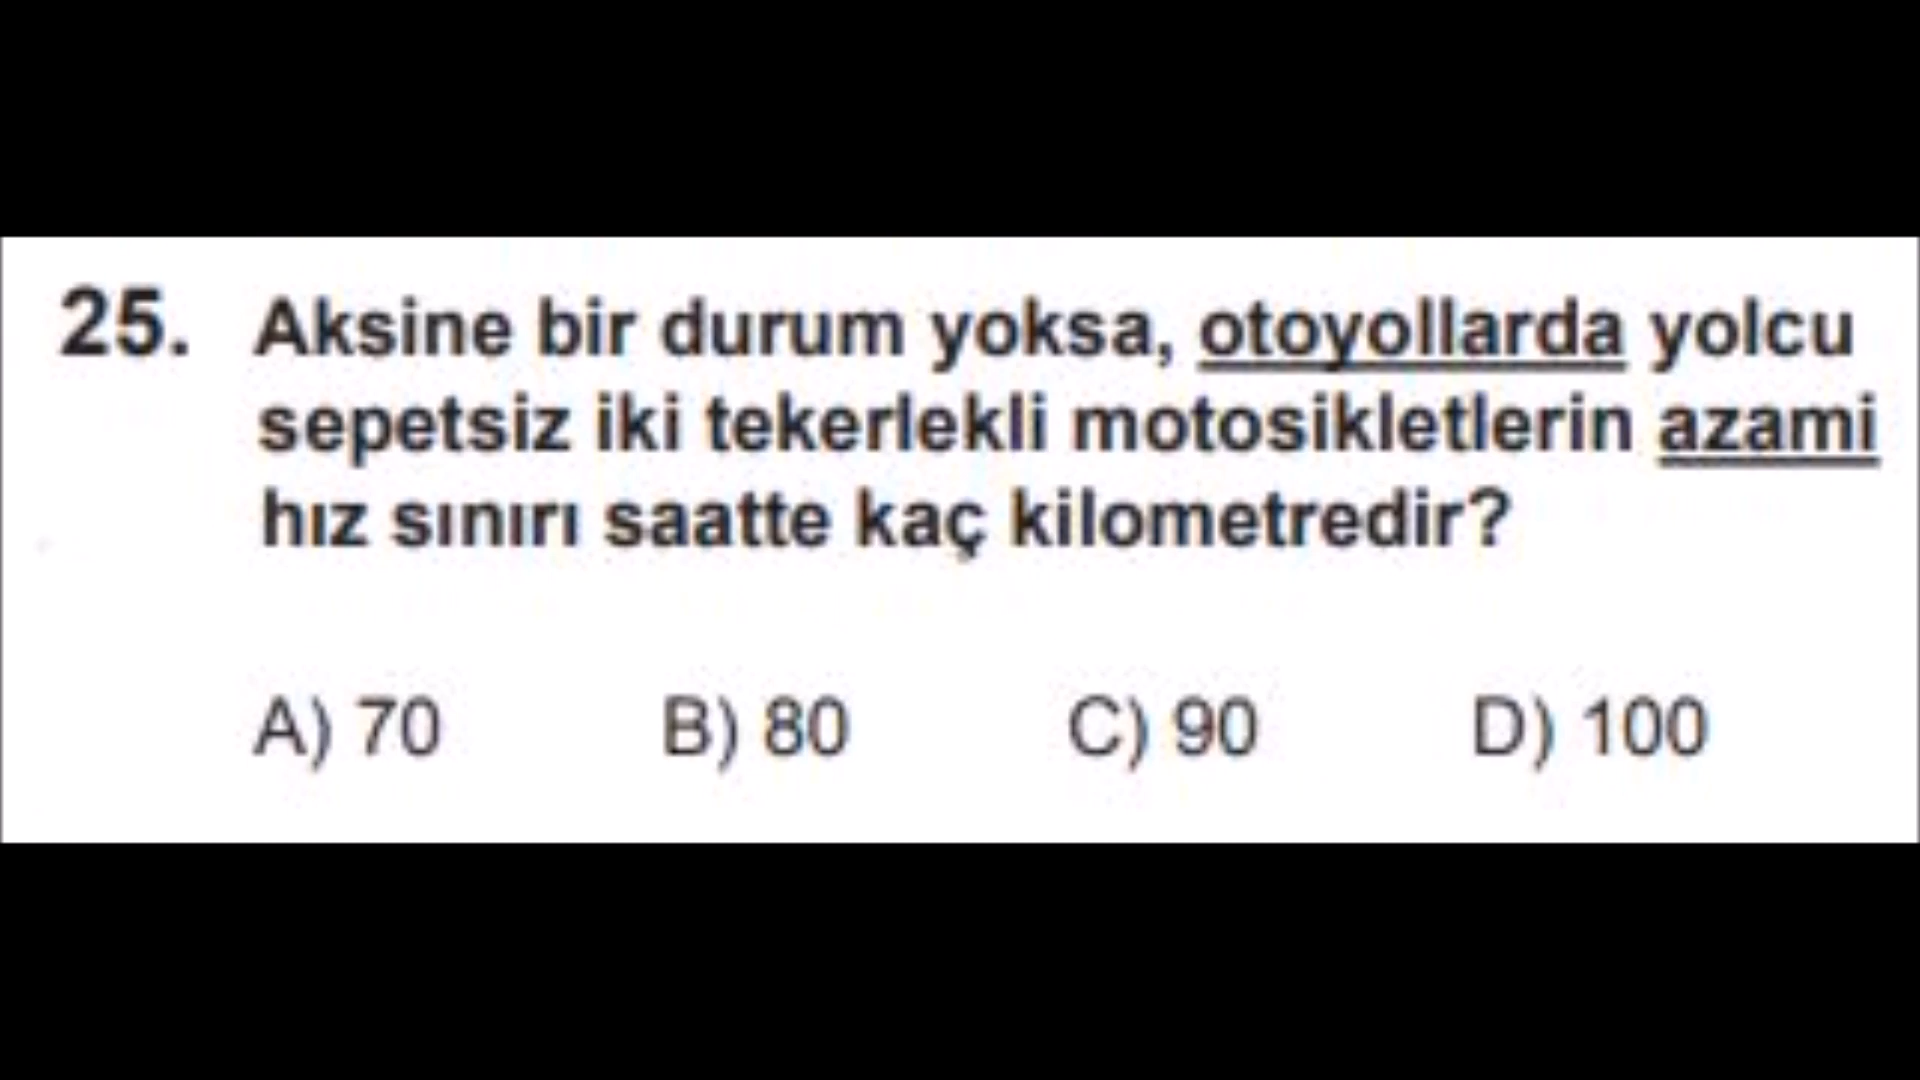 25. Aksine bir durum yoksa, otoyollarda yolcu
sepetsiz iki tekerlekli motosikletlerin azami
hız sınırı saatte kaç kilometredir?
A) 70 B) 80 C) 90 D) 100